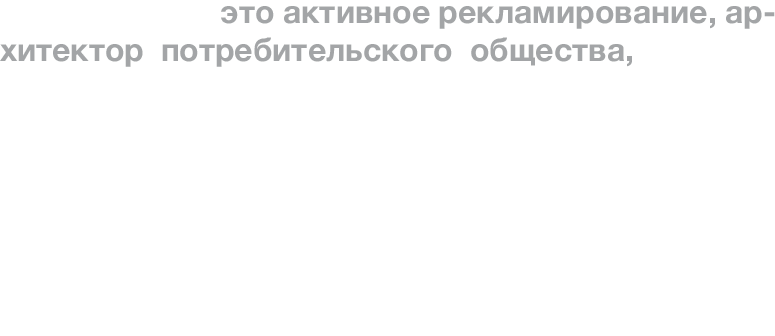 это активное рекламирование, ар-
хитектор потребительского общества,